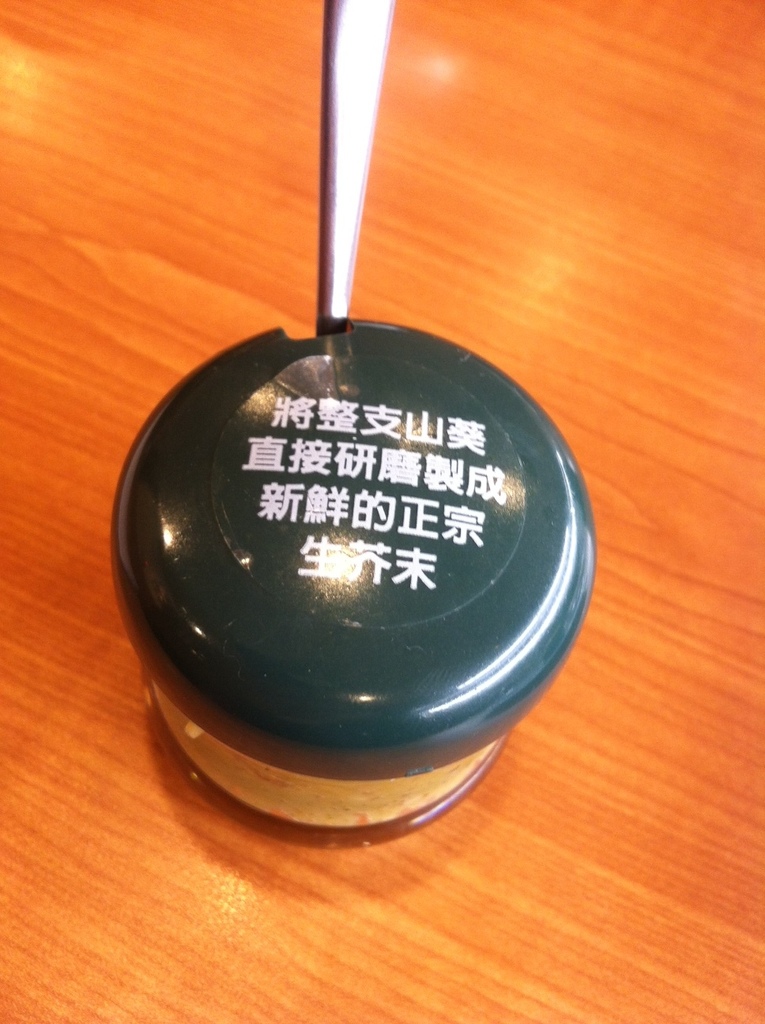 將整支山葵
直接研磨製成
新鮮的正宗
生芥末